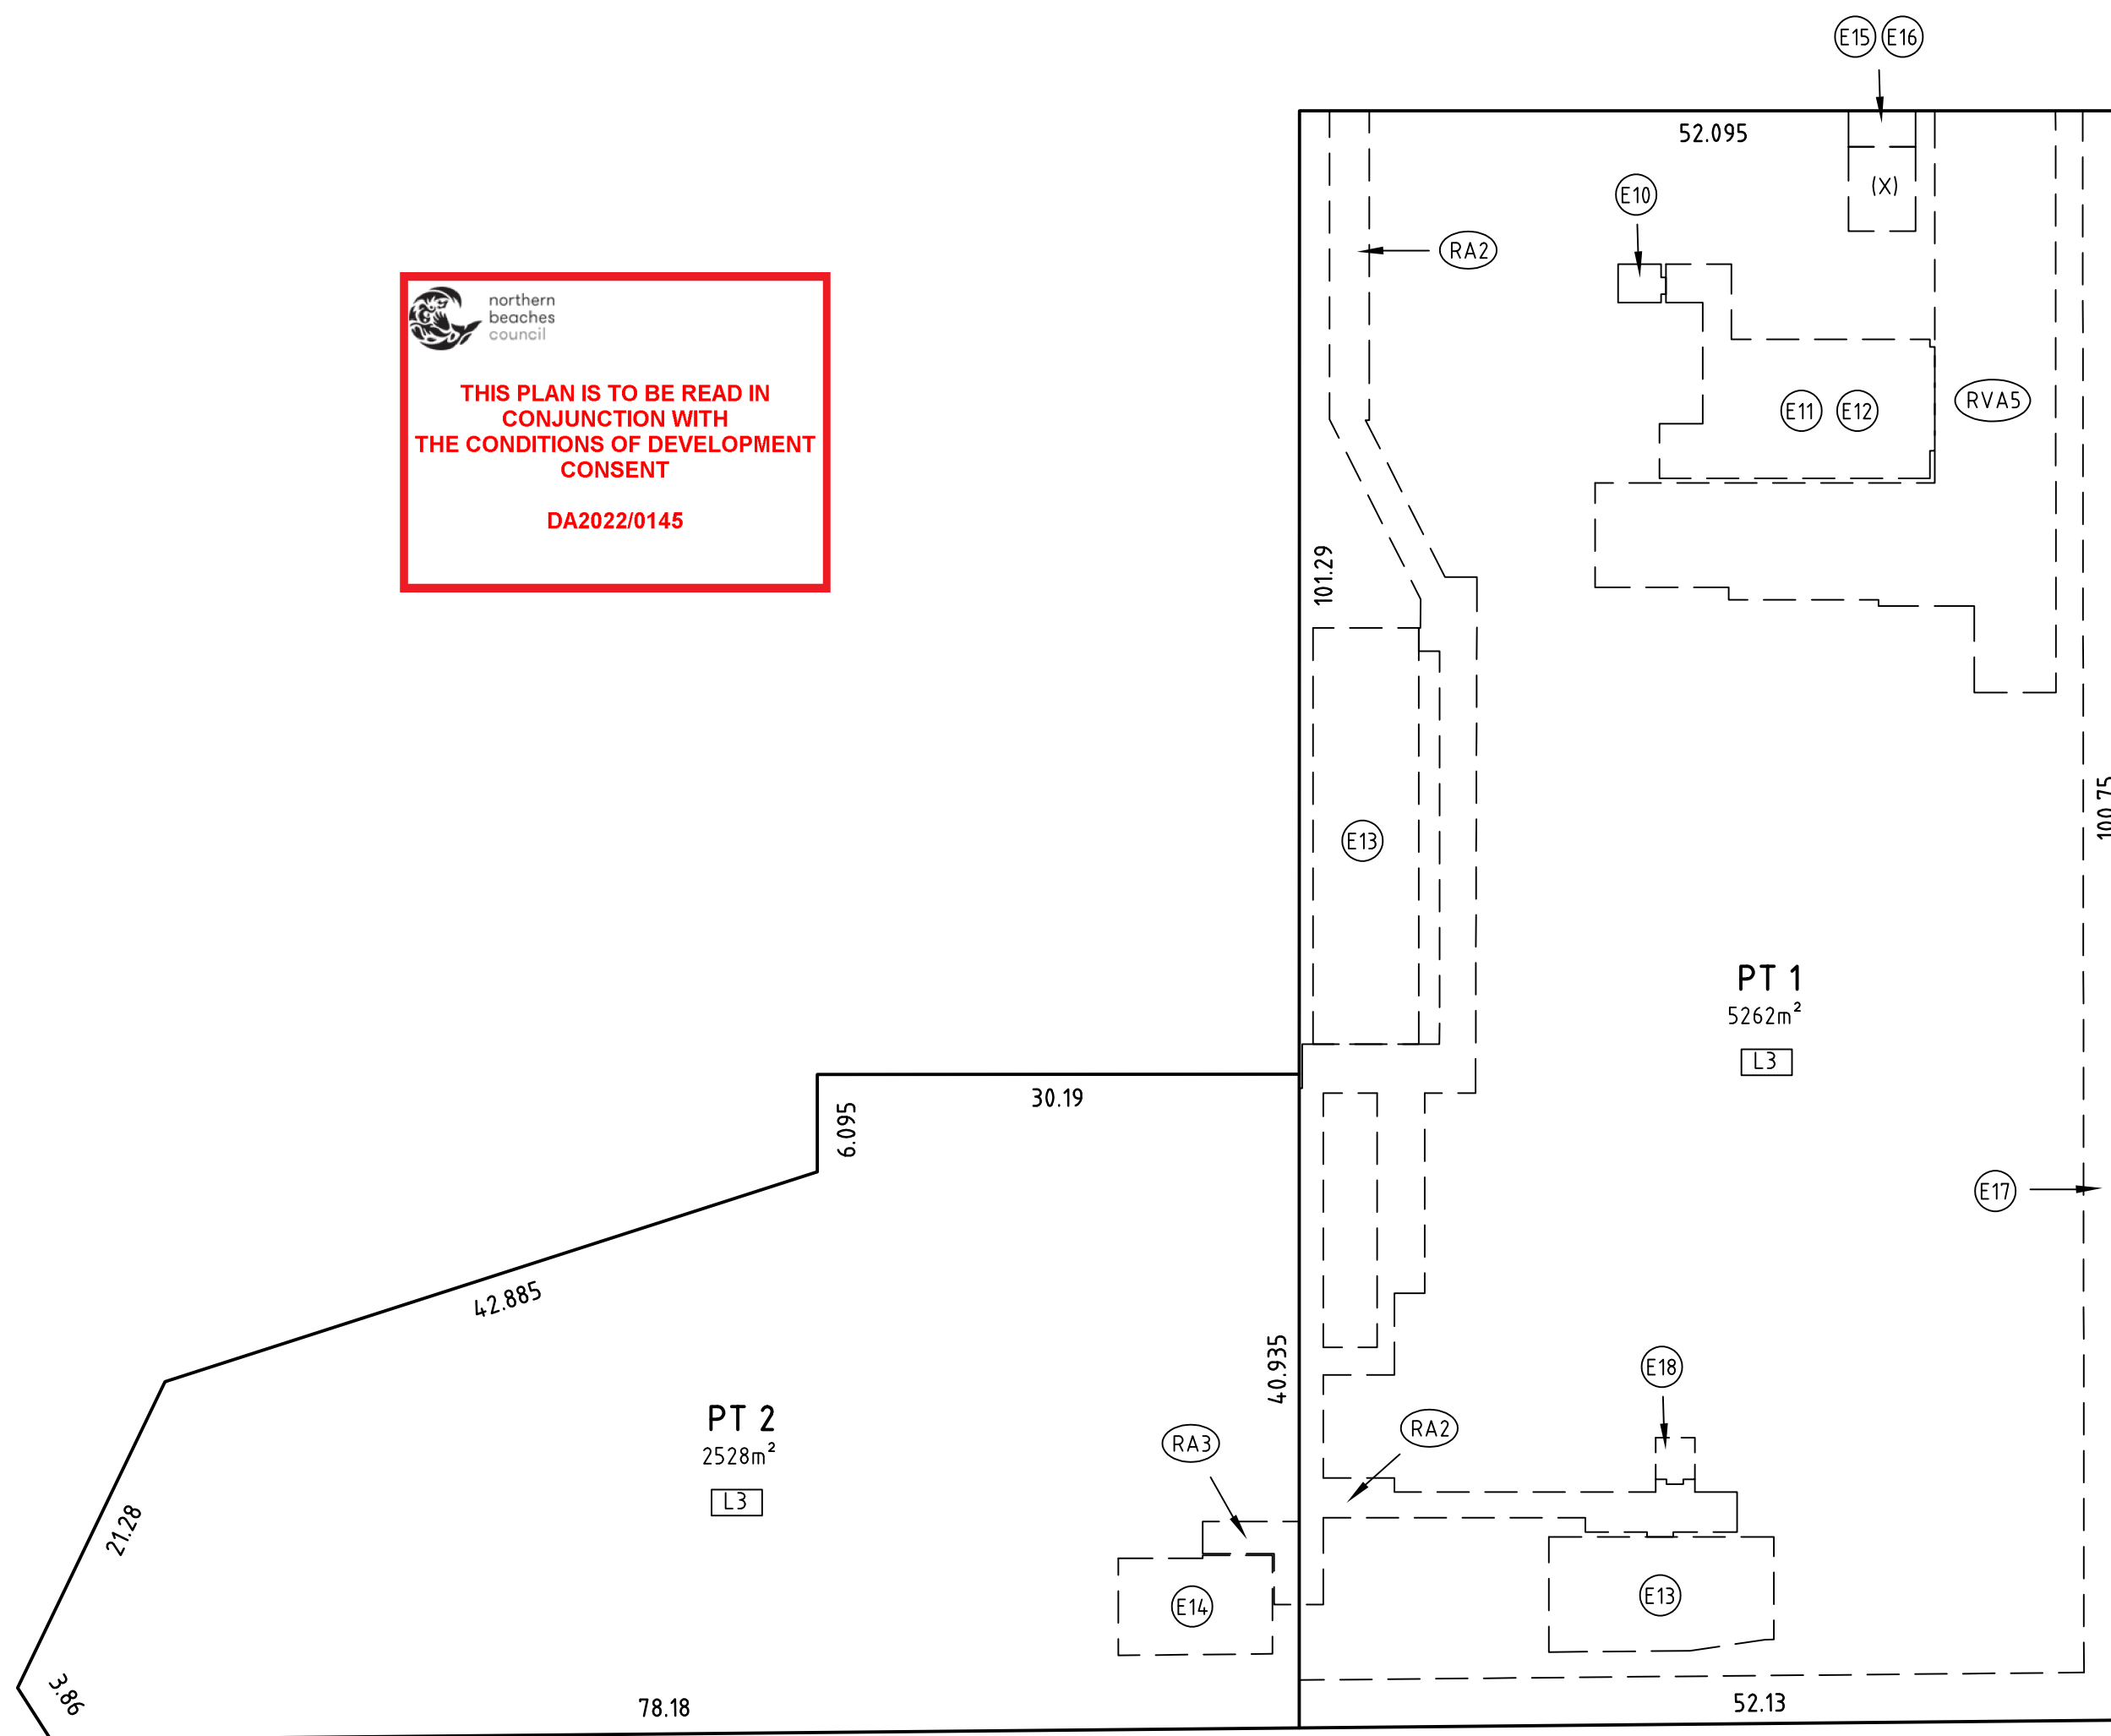 E15 E16
52.095
E10
(X)
RA2
northern
beaches
council
THIS PLAN IS TO BE READ IN
CONJUNCTION WITH
THE CONDITIONS OF DEVELOPMENT
CONSENT
DA2022/0145
E11 E12
RVA5
101.29
E13
100.75
PT 1
5262m²
L3
30.19
6.095
E17
42.885
40.935
E18
PT 2
2528m²
L3
RA3
RA2
21.28
E14
E13
3.86
78.18
52.13